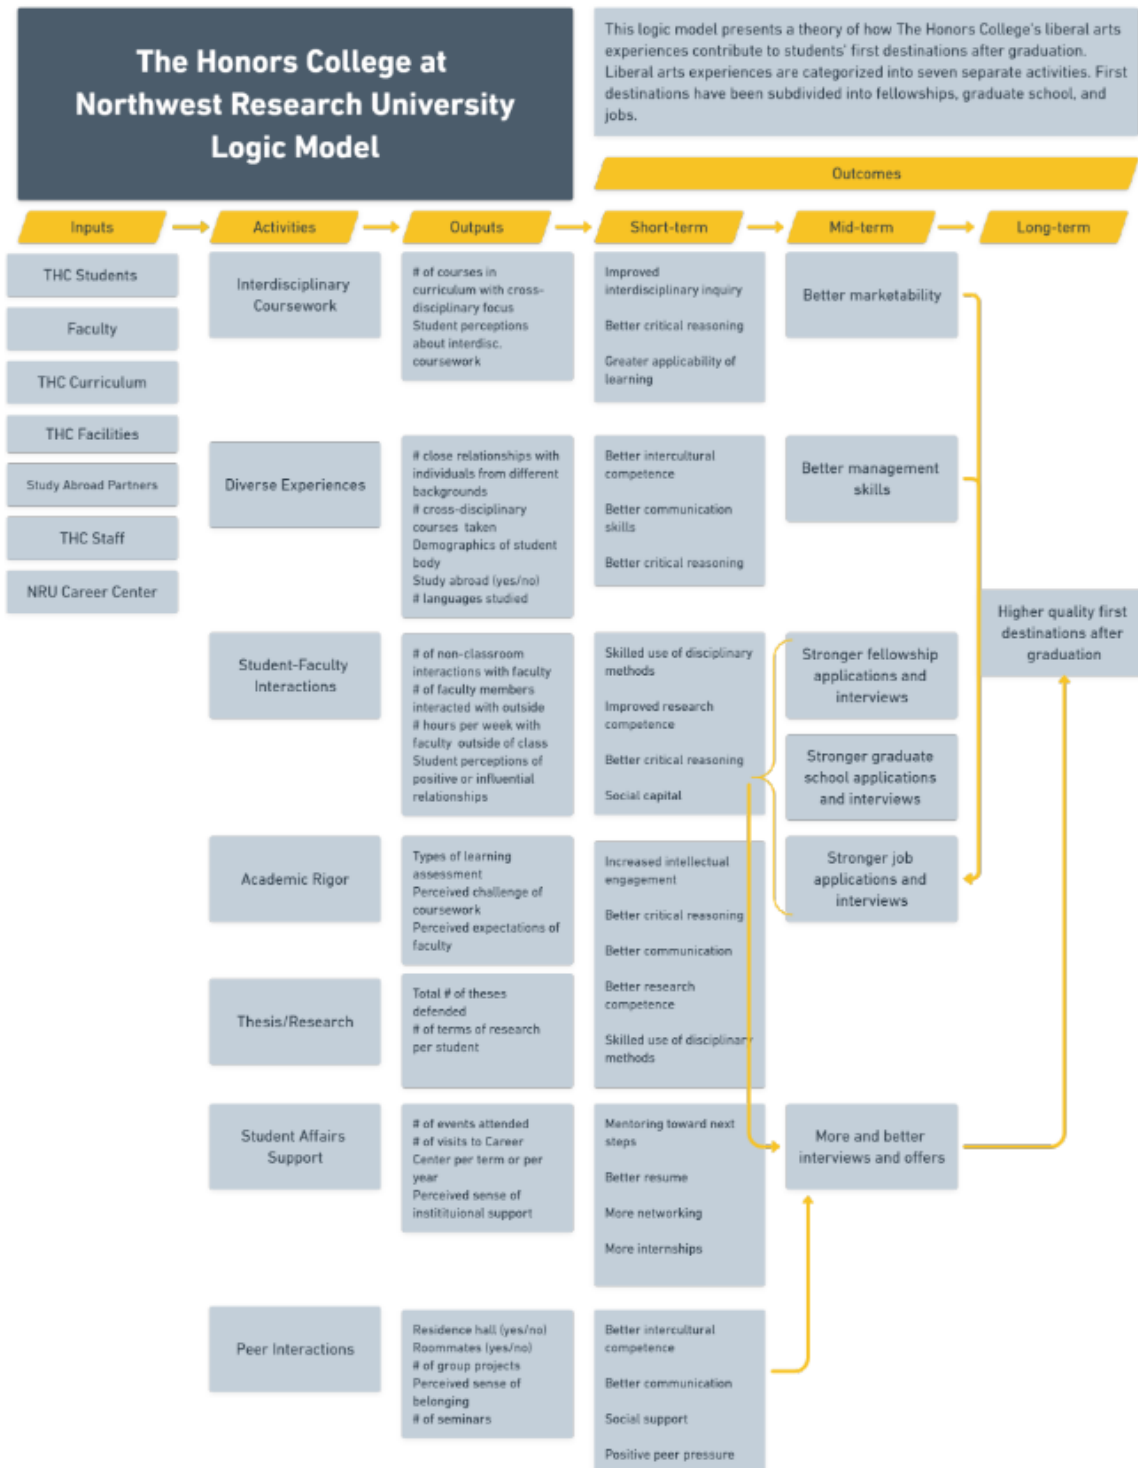 The Honors College at
Northwest Research University
Logic Model
This logic model presents a theory of how The Honors College's liberal arts
experiences contribute to students' first destinations after graduation.
Liberal arts experiences are categorized into seven separate activities. First
destinations have been subdivided into fellowships, graduate school, and
jobs.
Outcomes
Inputs
Activities
Outputs
Short-term
Mid-term
Long-term
THC Students
Faculty
THC Curriculum
THC Facilities
Study Abroad Partners
THC Staff
NRU Career Center
Interdisciplinary
Coursework
# of courses in
curriculum with cross-
disciplinary focus
Student perceptions
about interdisc.
coursework
Improved
interdisciplinary inquiry
Better critical reasoning
Greater applicability of
learning
Better marketability
Diverse Experiences
# close relationships with
individuals from different
backgrounds
# cross-disciplinary
courses taken
Demographics of student
body
Study abroad (yes/no)
# languages studied
Better intercultural
competence
Better communication
skills
Better critical reasoning
Better management
skills
Student-Faculty
Interactions
# of non-classroom
interactions with faculty
# of faculty members
interacted with outside
# hours per week with
faculty outside of class
Student perceptions of
positive or influential
relationships
Skilled use of disciplinary
methods
Improved research
competence
Better critical reasoning
Social capital
Stronger fellowship
applications and
interviews
Stronger graduate
school applications
and interviews
Stronger job
applications and
interviews
Higher quality first
destinations after
graduation
Academic Rigor
Types of learning
assessment
Perceived challenge of
coursework
Perceived expectations of
faculty
Increased intellectual
engagement
Better critical reasoning
Better communication
Better research
competence
Skilled use of disciplinary
methods
Thesis/Research
Total # of theses
defended
# of terms of research
per student
Student Affairs
Support
# of events attended
# of visits to Career
Center per term or per
year
Perceived sense of
institituional support
Mentoring toward next
steps
Better resume
More networking
More internships
More and better
interviews and offers
Peer Interactions
Residence hall (yes/no)
Roommates (yes/no)
# of group projects
Perceived sense of
belonging
# of seminars
Better intercultural
competence
Better communication
Social support
Positive peer pressure